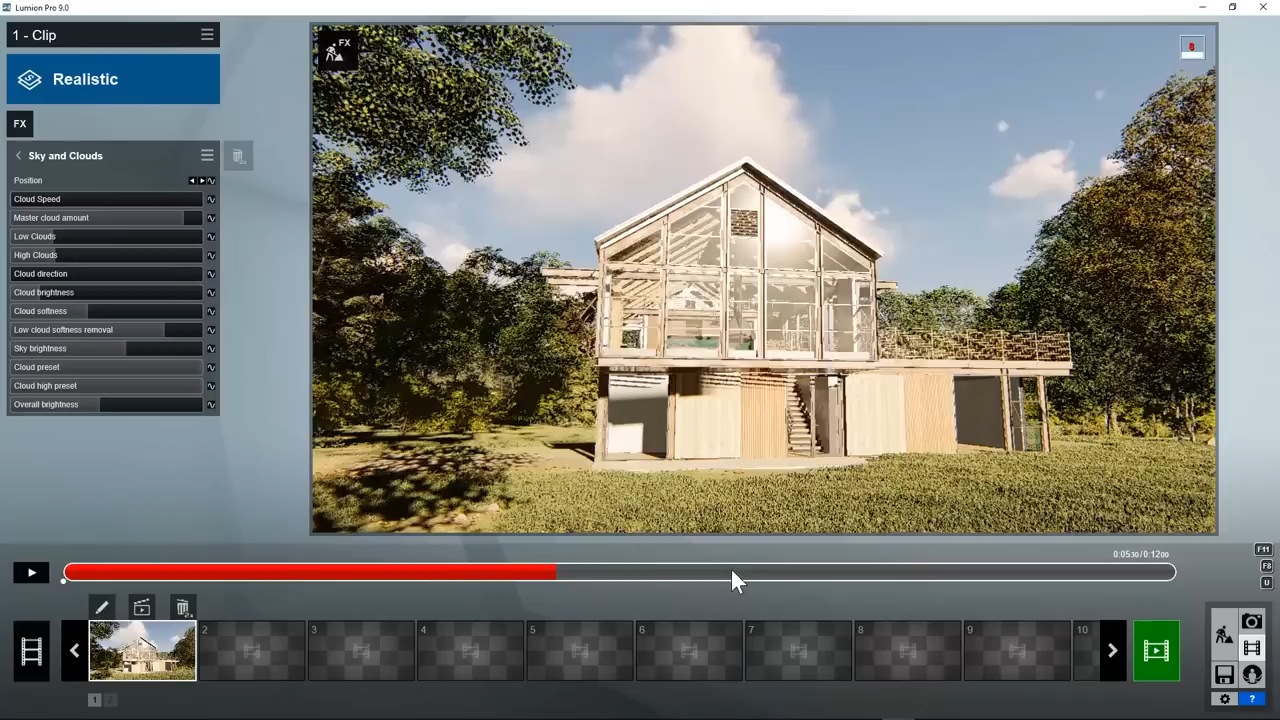 Lumion Pro 9.0
1 - Clip
Realistic
FX
Sky and Clouds
Position
Cloud Speed
Master cloud amount
Low Clouds
High Clouds
Cloud direction
Cloud brightness
Cloud softness
Low cloud softness removal
Sky brightness
Cloud preset
Cloud high preset
Overall brightness
FX
8
0:05 30/0:12 00
F11
F8
U
2
3
4
5
6
7
8
9
10
1
2
?